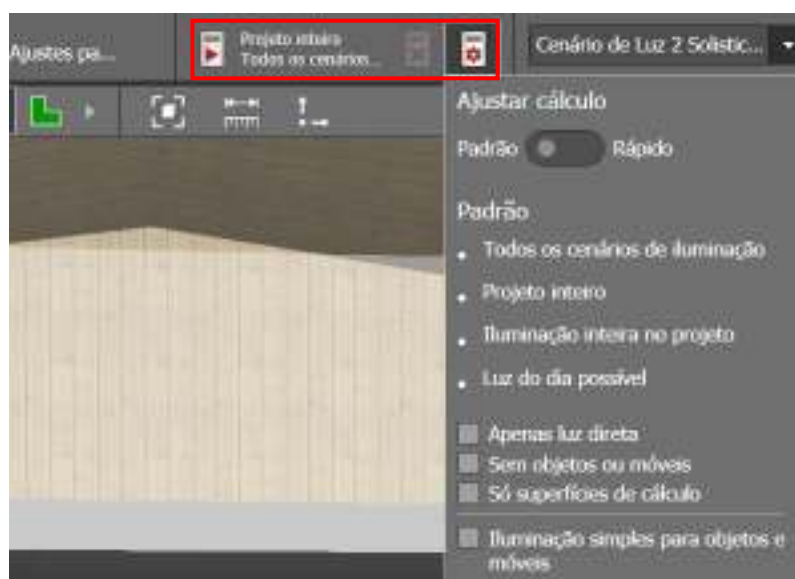 Ajustes pa...
Projeto inteiro
Todos os cenários...
Cenário de Luz 2 Solistic...
Ajustar cálculo
Padrão Rápido
Padrão
Todos os cenários de iluminação
Projeto inteiro
Iluminação inteira no projeto
Luz do dia possível
Apenas luz direta
Sem objetos ou móveis
Só superfícies de cálculo
Iluminação simples para objetos e
móveis